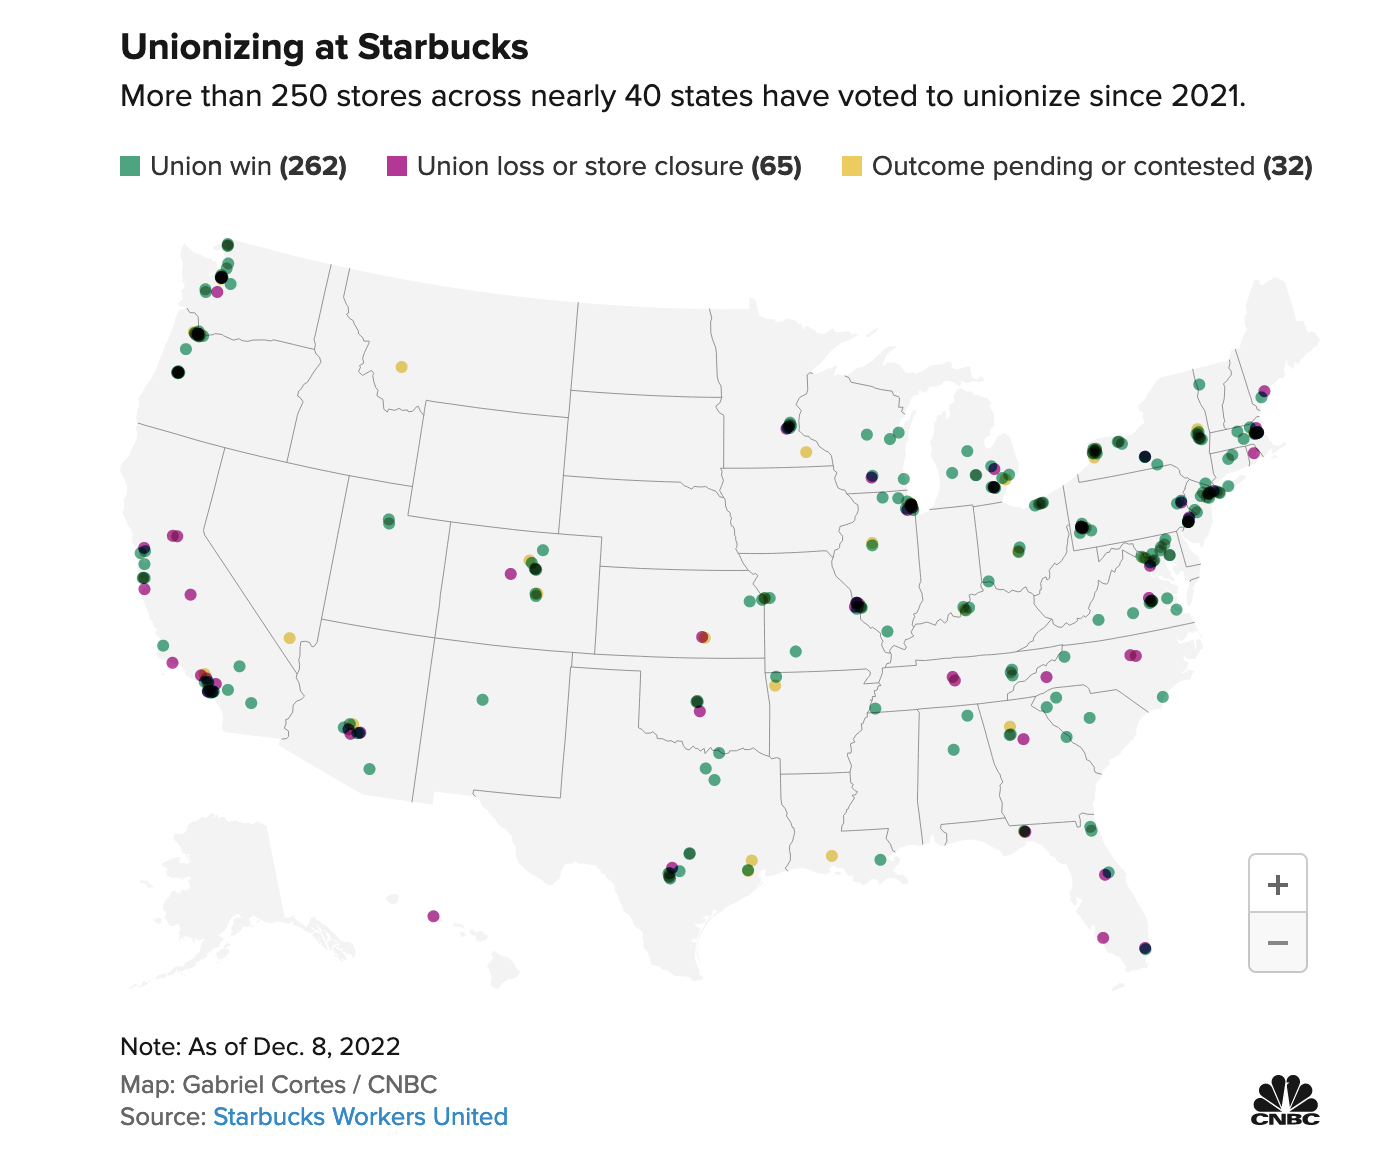 Unionizing at Starbucks
More than 250 stores across nearly 40 states have voted to unionize since 2021.
Union win (262) Union loss or store closure (65) Outcome pending or contested (32)
+
−
Note: As of Dec. 8, 2022
Map: Gabriel Cortes / CNBC
Source: Starbucks Workers United
CNBC